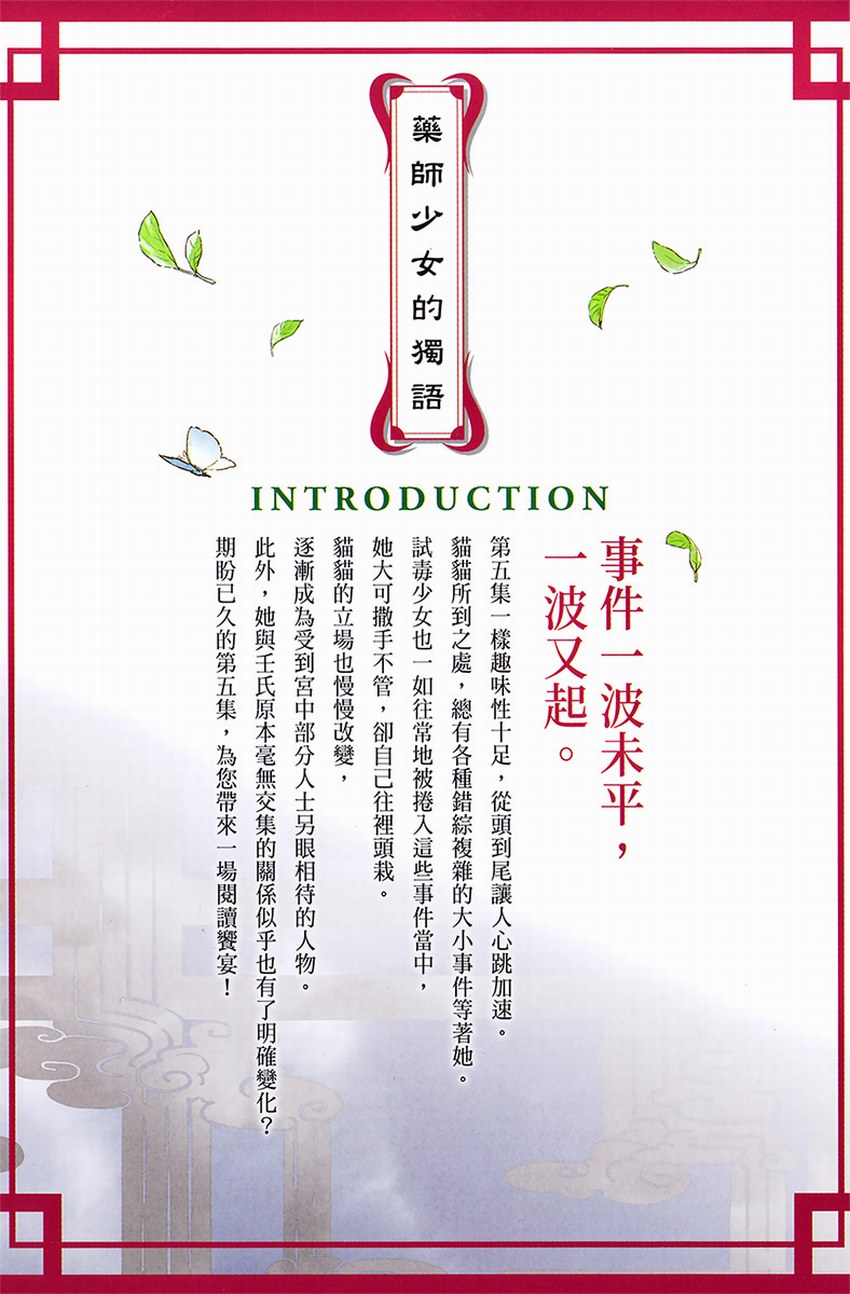 藥師少女的獨語
INTRODUCTION
事件一波未平，
一波又起。
第五集一樣趣味性十足，從頭到尾讓人心跳加速。
貓貓所到之處，總有各種錯綜複雜的大小事件等著她。
試毒少女也一如往常地被捲入這些事件當中，
她大可撒手不管，卻自己往裡頭栽。
貓貓的立場也慢慢改變，
逐漸成為受到宮中部分人士另眼相待的人物。
此外，她與壬氏原本毫無交集的關係似乎也有了明確變化？
期盼已久的第五集，為您帶來一場閱讀饗宴！